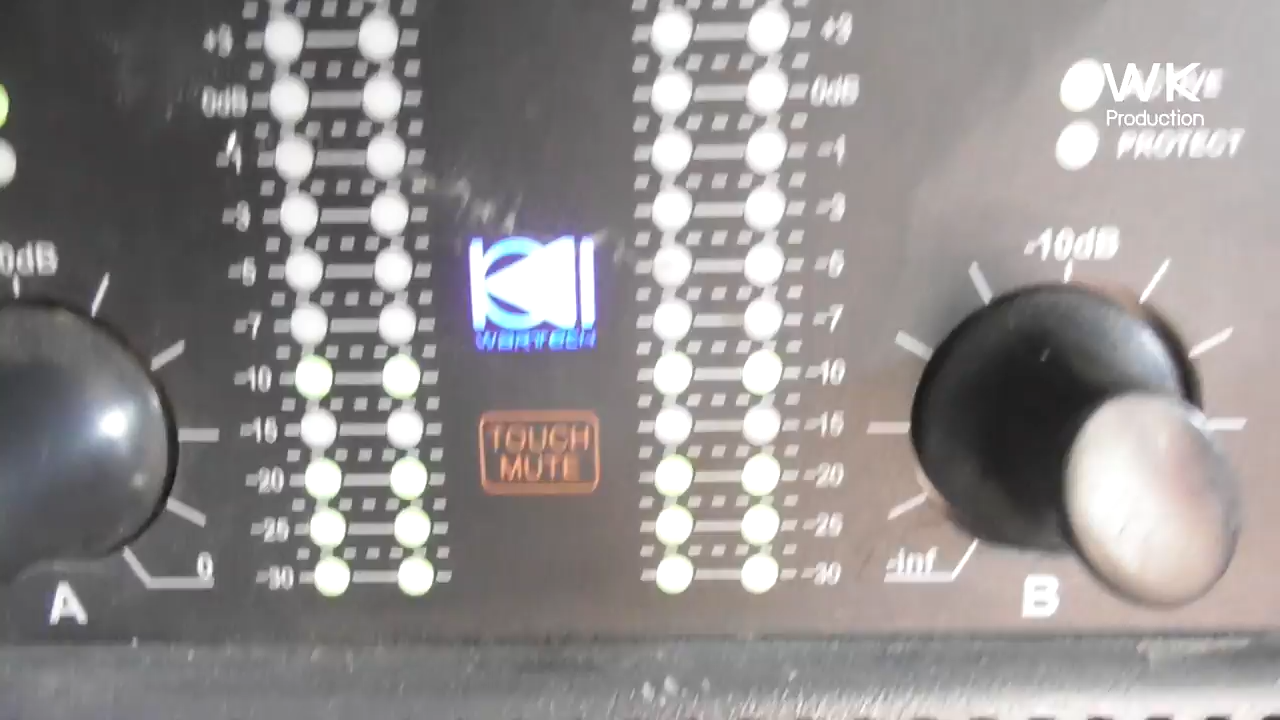 +3 +3
0dB 0dB
-1 -1
-3 -3
-5 -5
-7 -7
-10 -10
-15 -15
-20 -20
-25 -25
-30 -30
0dB
0
A
TOUCH
MUTE
WK
Production
PROTECT
-10dB
-inf
B